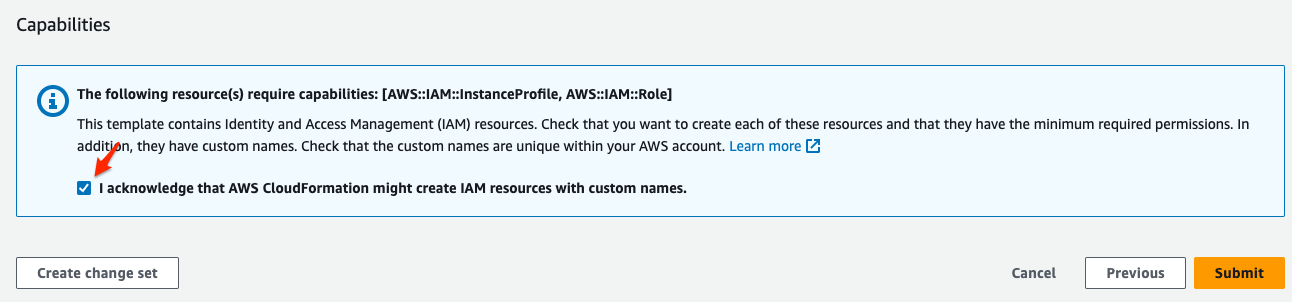 Capabilities
The following resource(s) require capabilities: [AWS::IAM::InstanceProfile, AWS::IAM::Role]
This template contains Identity and Access Management (IAM) resources. Check that you want to create each of these resources and that they have the minimum required permissions. In
addition, they have custom names. Check that the custom names are unique within your AWS account. Learn more
I acknowledge that AWS CloudFormation might create IAM resources with custom names.
Create change set Cancel Previous Submit